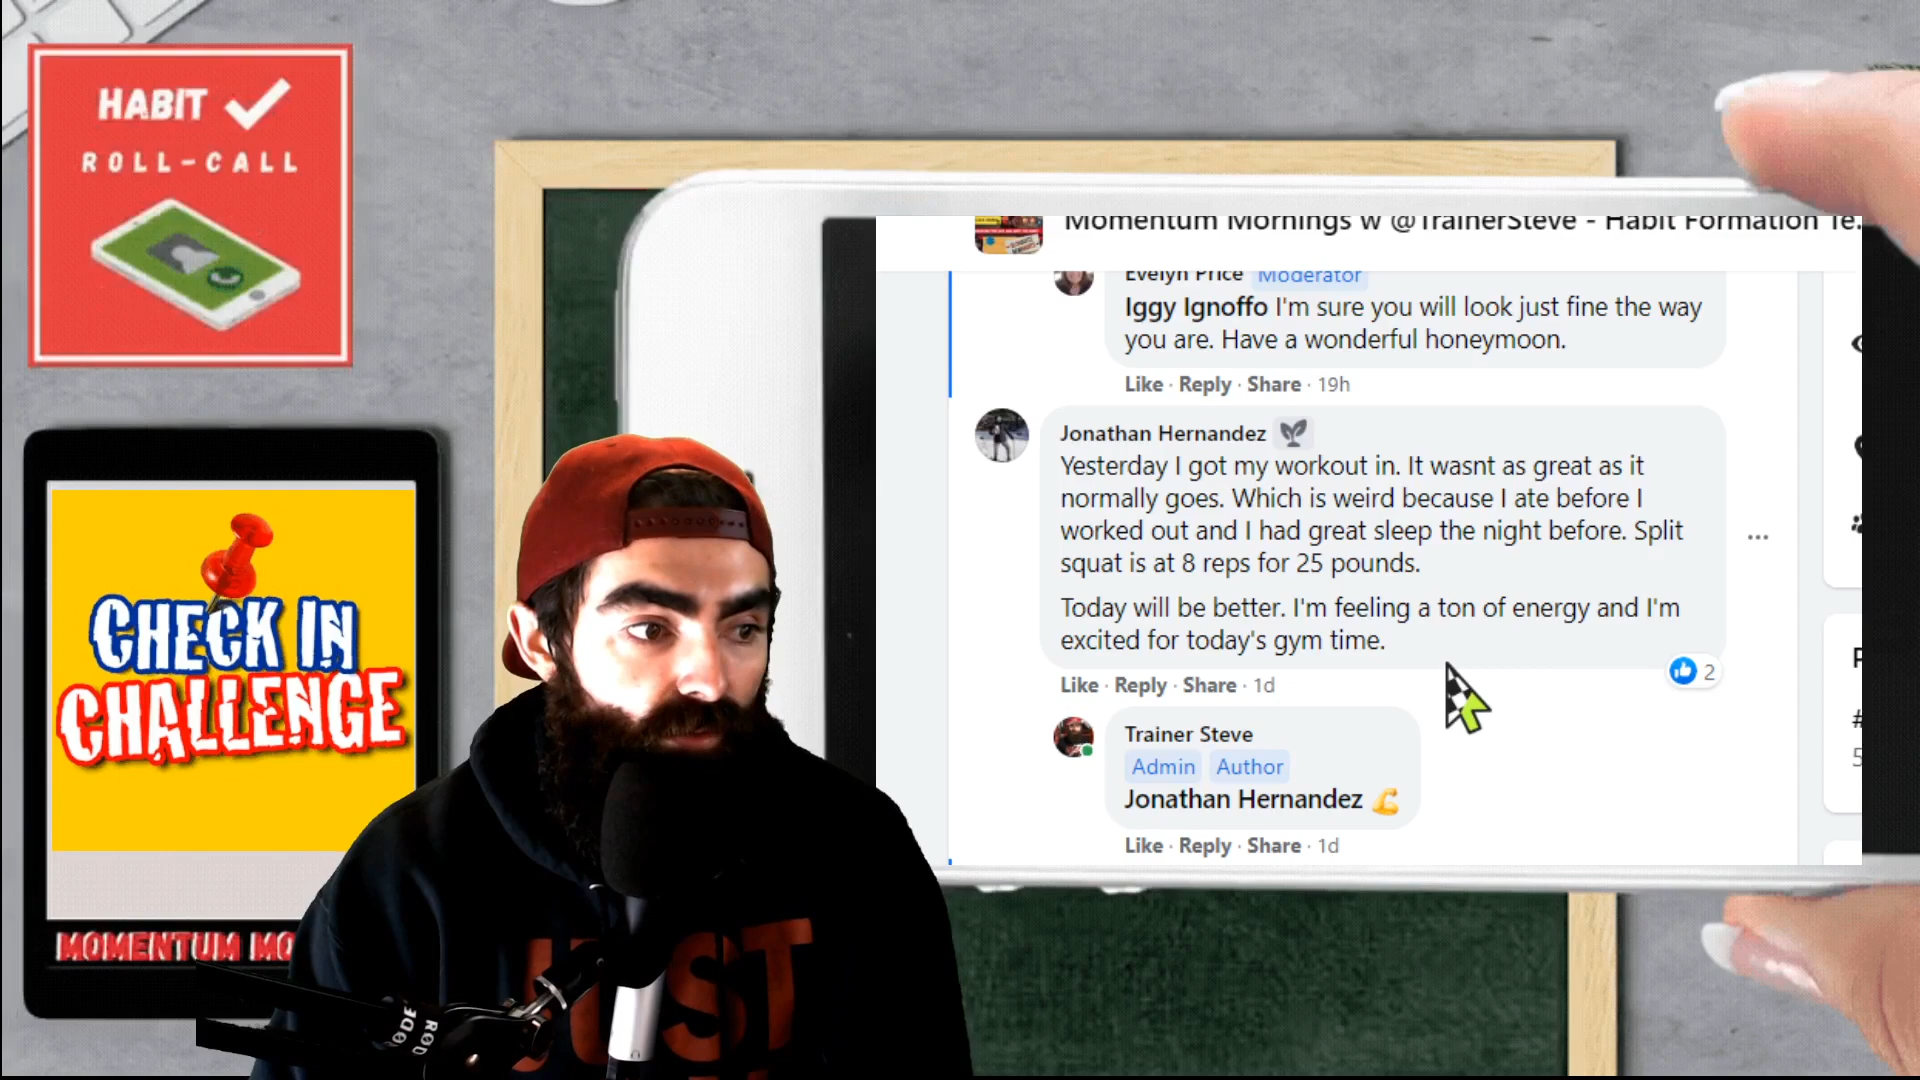 HABIT
ROLL-CALL
CHECK IN
CHALLENGE
MOMENTUM MO
Momentum Mornings w @TrainerSteve - Habit Formation Te...
Evelyn Price Moderator
Iggy Ignoffo I'm sure you will look just fine the way
you are. Have a wonderful honeymoon.
Like · Reply · Share · 19h
Jonathan Hernandez
Yesterday I got my workout in. It wasnt as great as it
normally goes. Which is weird because I ate before I
worked out and I had great sleep the night before. Split
squat is at 8 reps for 25 pounds.
Today will be better. I'm feeling a ton of energy and I'm
excited for today's gym time.
2
Like · Reply · Share · 1d
Trainer Steve
Admin Author
Jonathan Hernandez 💪
Like · Reply · Share · 1d
RODE